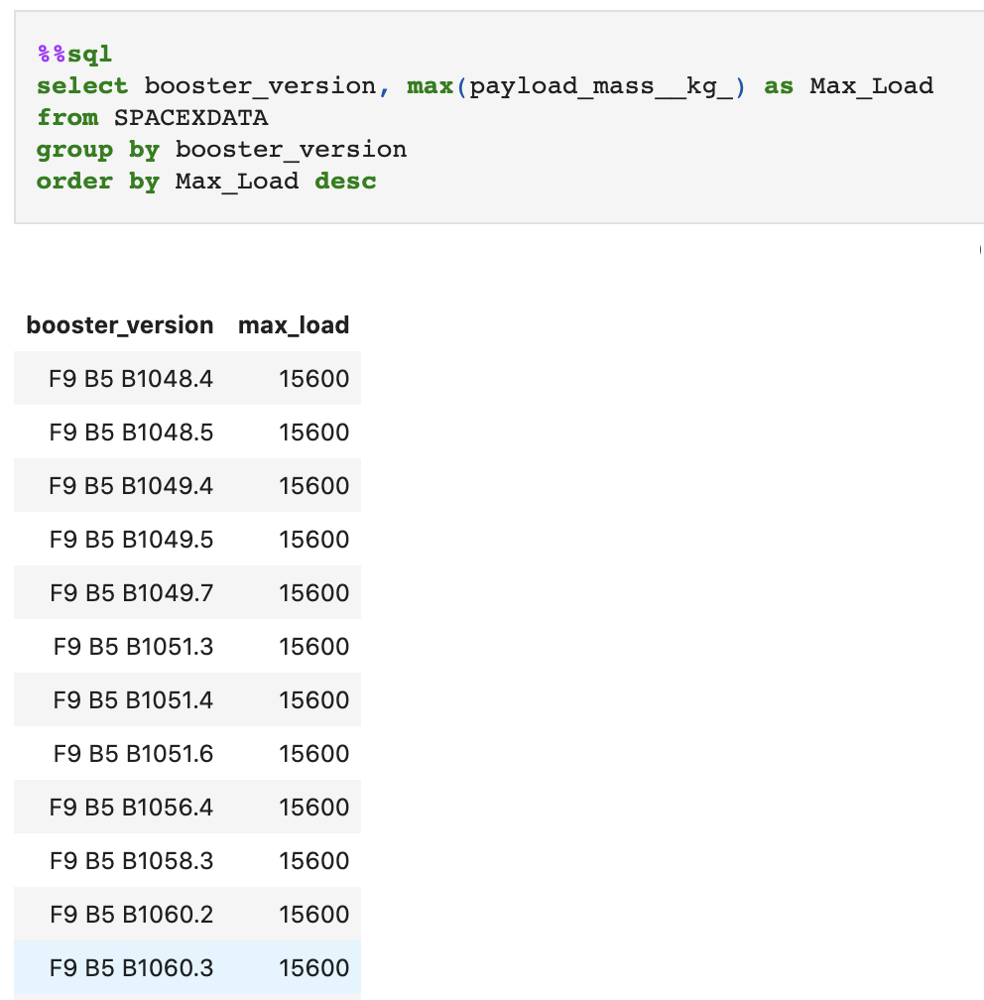 %%sql
select booster_version, max(payload_mass__kg_) as Max_Load
from SPACEXDATA
group by booster_version
order by Max_Load desc
booster_version max_load
F9 B5 B1048.4 15600
F9 B5 B1048.5 15600
F9 B5 B1049.4 15600
F9 B5 B1049.5 15600
F9 B5 B1049.7 15600
F9 B5 B1051.3 15600
F9 B5 B1051.4 15600
F9 B5 B1051.6 15600
F9 B5 B1056.4 15600
F9 B5 B1058.3 15600
F9 B5 B1060.2 15600
F9 B5 B1060.3 15600